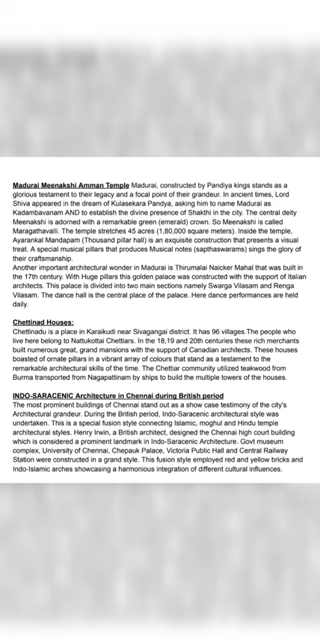 Madurai Meenakshi Amman Temple Madurai, constructed by Pandiya kings stands as a
glorious testament to their legacy and a focal point of their grandeur. In ancient times, Lord
Shiva appeared in the dream of Kulasekara Pandya, asking him to name Madurai as
Kadambavanam AND to establish the divine presence of Shakthi in the city. The central deity
Meenakshi is adorned with a remarkable green (emerald) crown. So Meenakshi is called
Maragathavalli. The temple stretches 45 acres (1,80,000 square meters). Inside the temple,
Ayarankal Mandapam (Thousand pillar hall) is an exquisite construction that presents a visual
treat. A special musical pillars that produces Musical notes (sapthaswarams) sings the glory of
their craftsmanship.
Another important architectural wonder in Madurai is Thirumalai Naicker Mahal that was built in
the 17th century. With Huge pillars this golden palace was constructed with the support of Italian
architects. This palace is divided into two main sections namely Swarga Vilasam and Renga
Vilasam. The dance hall is the central place of the palace. Here dance performances are held
daily.
Chettinad Houses:
Chettinadu is a place in Karaikudi near Sivagangai district. It has 96 villages.The people who
live here belong to Nattukottai Chettiars. In the 18,19 and 20th centuries these rich merchants
built numerous great, grand mansions with the support of Canadian architects. These houses
boasted of ornate pillars in a vibrant array of colours that stand as a testament to the
remarkable architectural skills of the time. The Chettiar community utilized teakwood from
Burma transported from Nagapattinam by ships to build the multiple towers of the houses.
INDO-SARACENIC Architecture in Chennai during British period
The most prominent buildings of Chennai stand out as a show case testimony of the city's
Architectural grandeur. During the British period, Indo-Saracenic architectural style was
undertaken. This is a special fusion style connecting Islamic, moghul and Hindu temple
architectural styles. Henry Irwin, a British architect, designed the Chennai high court building
which is considered a prominent landmark in Indo-Saracenic Architecture. Govt museum
complex, University of Chennai, Chepauk Palace, Victoria Public Hall and Central Railway
Station were constructed in a grand style. This fusion style employed red and yellow bricks and
Indo-Islamic arches showcasing a harmonious integration of different cultural influences.